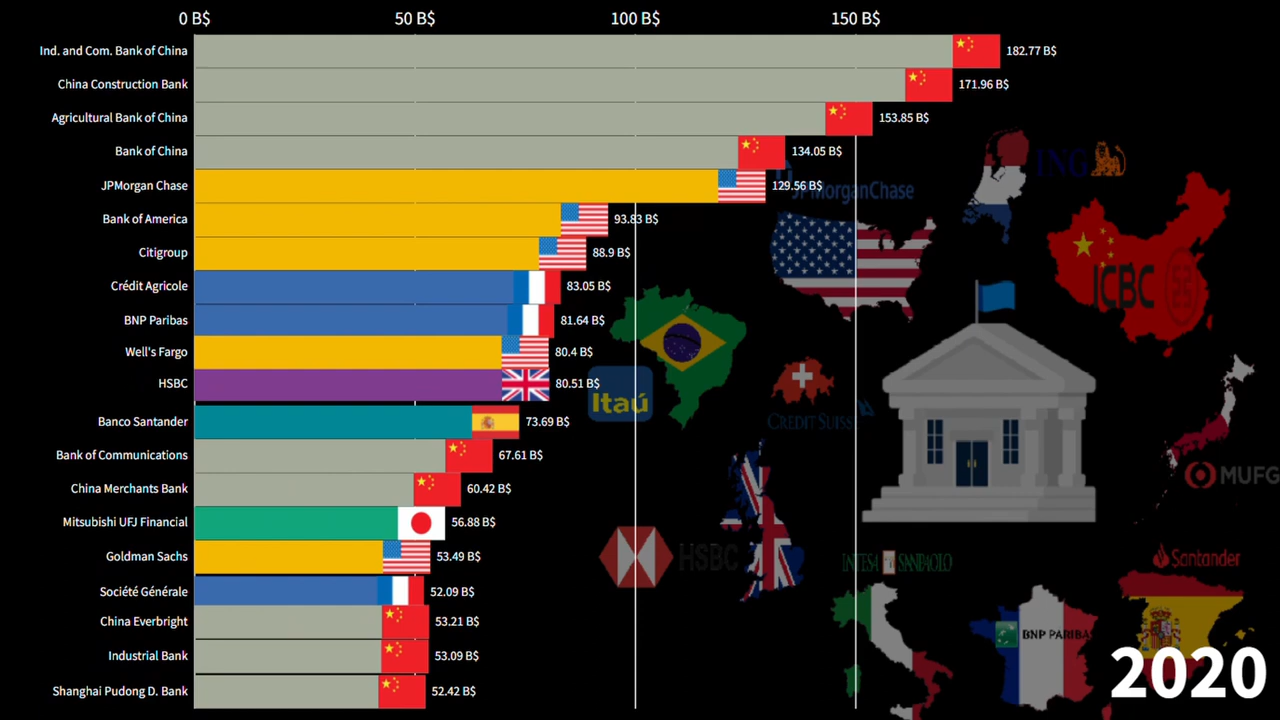 0 B$ 50 B$ 100 B$ 150 B$
Ind. and Com. Bank of China 182.77 B$
China Construction Bank 171.96 B$
Agricultural Bank of China 153.85 B$
Bank of China 134.05 B$
JPMorgan Chase 129.56 B$
JPMorganChase
ING
Bank of America 93.83 B$
Citigroup 88.9 B$
Crédit Agricole 83.05 B$
ICBC
BNP Paribas 81.64 B$
Well's Fargo 80.4 B$
HSBC 80.51 B$
Itaú
CREDIT SUISSE
Banco Santander 73.69 B$
Bank of Communications 67.61 B$
MUFG
China Merchants Bank 60.42 B$
Mitsubishi UFJ Financial 56.88 B$
Goldman Sachs 53.49 B$
HSBC
INTESA SANPAOLO
Santander
Société Générale 52.09 B$
China Everbright 53.21 B$
BNP PARIBAS
Industrial Bank 53.09 B$
Shanghai Pudong D. Bank 52.42 B$
2020